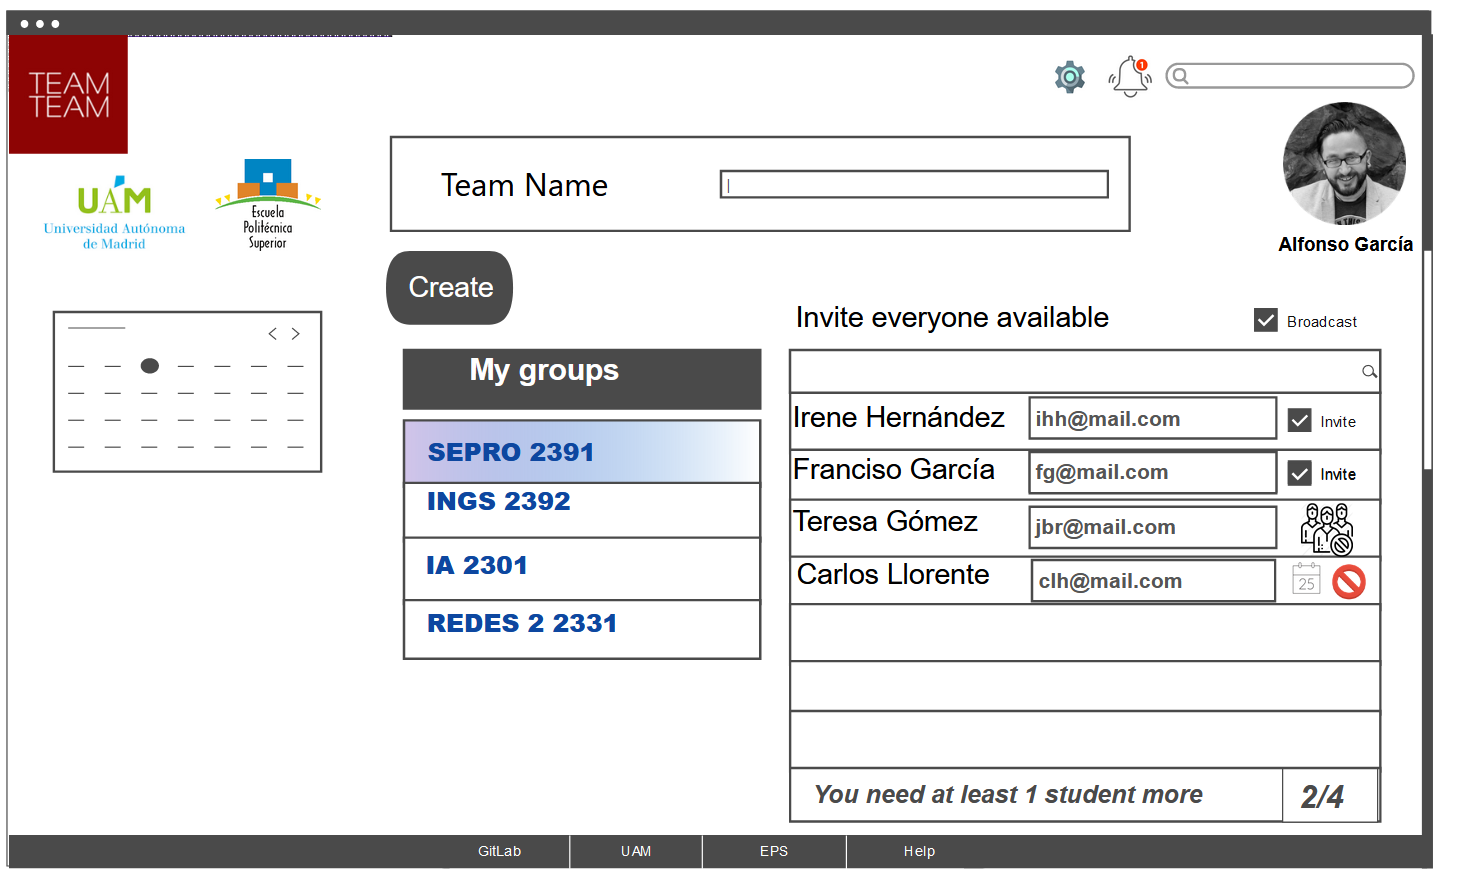 TEAM
TEAM
1
UAM
Universidad Autónoma
de Madrid
Escuela
Politécnica
Superior
Team Name
Alfonso García
Create
Invite everyone available
Broadcast
My groups
SEPRO 2391
INGS 2392
IA 2301
REDES 2 2331
Irene Hernández ihh@mail.com Invite
Franciso García fg@mail.com Invite
Teresa Gómez jbr@mail.com
Carlos Llorente clh@mail.com 25
You need at least 1 student more 2/4
GitLab UAM EPS Help